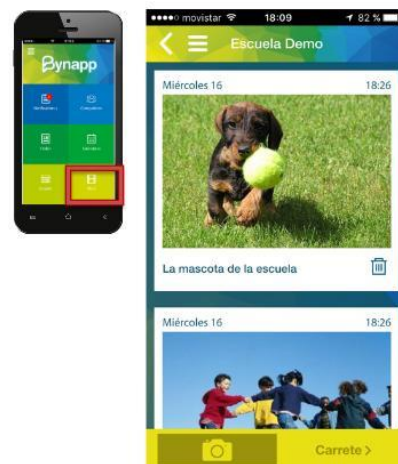 Bynapp
movistar 18:09 82 %
Escuela Demo
Miércoles 16 18:26
La mascota de la escuela
Miércoles 16 18:26
Carrete >